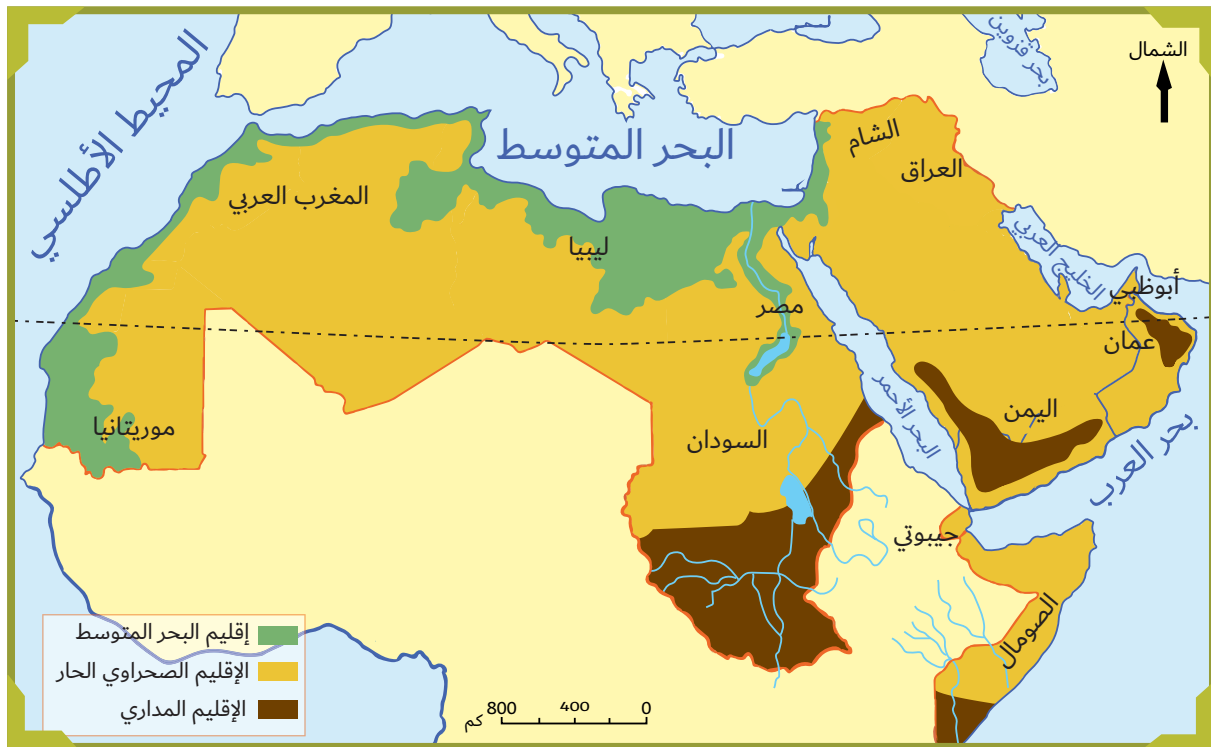 المحيط الأطلسي
البحر المتوسط
بحر قزوين
الشمال
الشام
العراق
المغرب العربي
ليبيا
الخليج العربي
أبوظبي
مصر
عمان
البحر الأحمر
اليمن
موريتانيا
السودان
بحر العرب
جيبوتي
الصومال
إقليم البحر المتوسط
الإقليم الصحراوي الحار
الإقليم المداري
كم 800 400 0